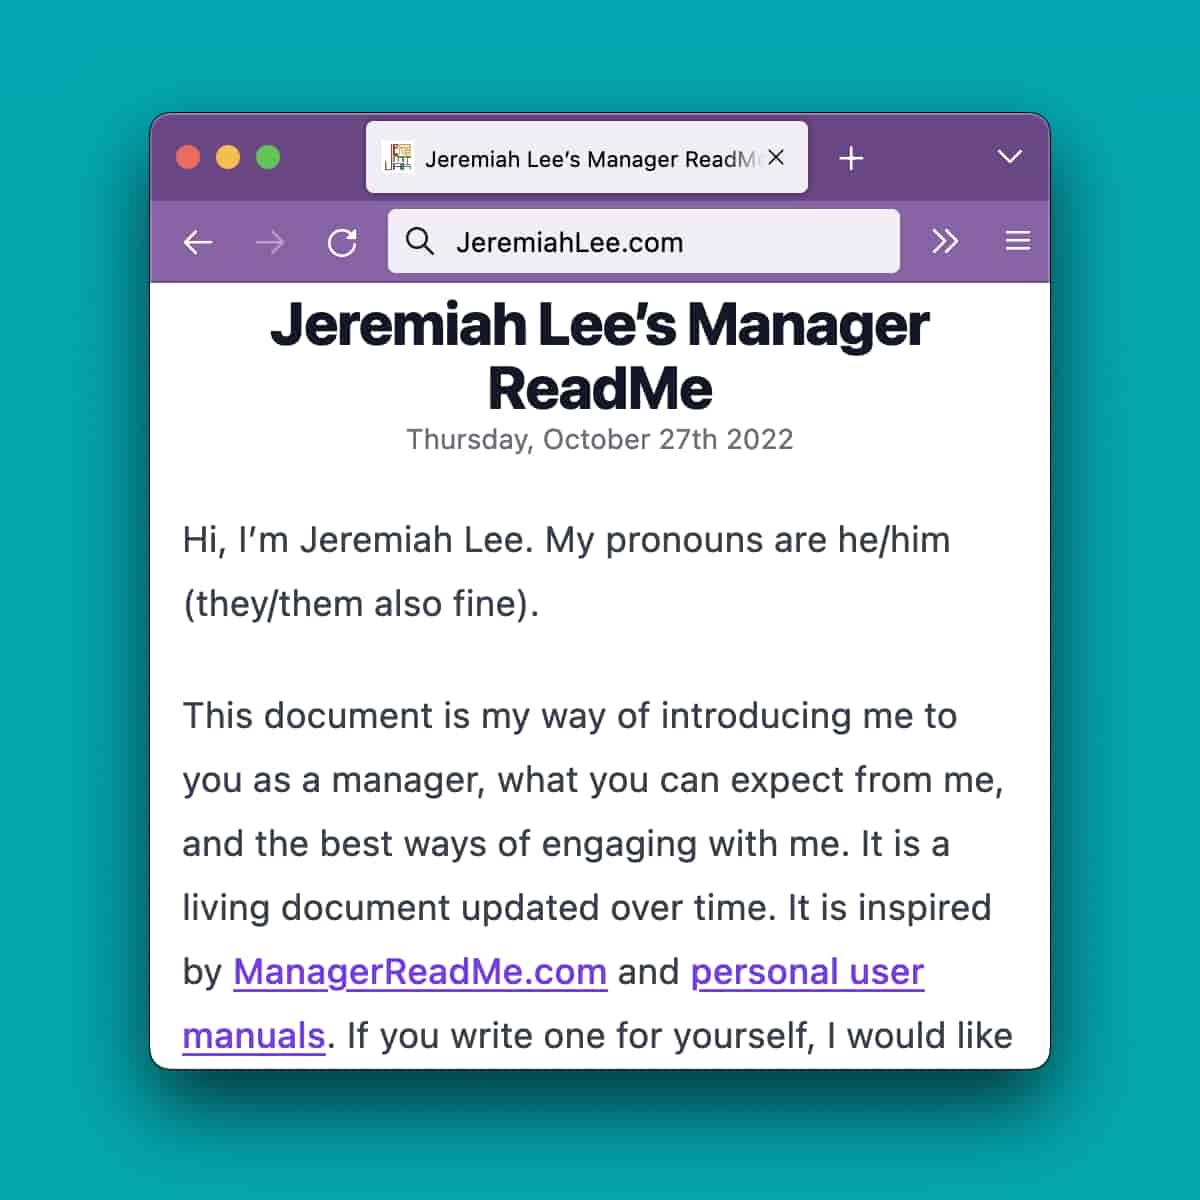 Jeremiah Lee’s Manager ReadM
JeremiahLee.com
Jeremiah Lee’s Manager
ReadMe
Thursday, October 27th 2022
Hi, I’m Jeremiah Lee. My pronouns are he/him
(they/them also fine).
This document is my way of introducing me to
you as a manager, what you can expect from me,
and the best ways of engaging with me. It is a
living document updated over time. It is inspired
by ManagerReadMe.com and personal user
manuals. If you write one for yourself, I would like